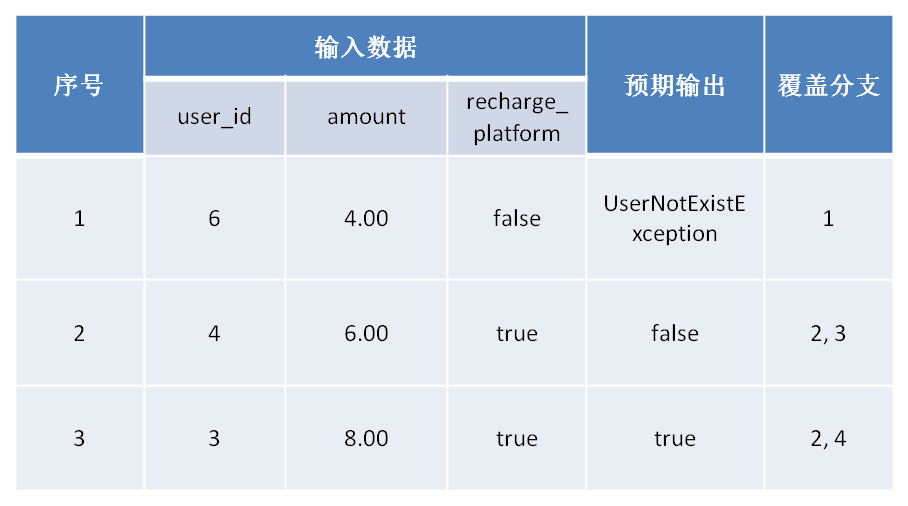 序号
输入数据
预期输出
覆盖分支
user_id
amount
recharge_
platform
1
6
4.00
false
UserNotExistE
xception
1
2
4
6.00
true
false
2, 3
3
3
8.00
true
true
2, 4